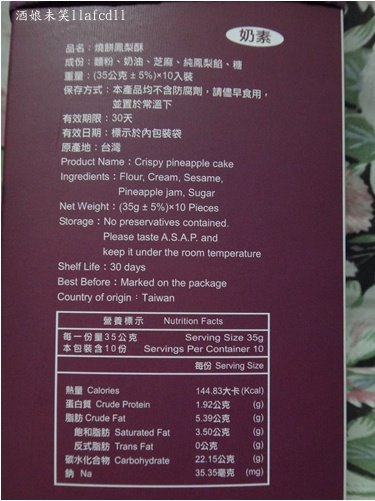 酒娘未笑llafcdll
奶素
品名：燒餅鳳梨酥
成份：麵粉、奶油、芝麻、純鳳梨餡、糖
重量：(35公克 ± 5%)×10入裝
保存方式：本產品均不含防腐劑，請儘早食用，
並置於常溫下
有效期限：30天
有效日期：標示於內包裝袋
原產地：台灣
Product Name：Crispy pineapple cake
Ingredients：Flour, Cream, Sesame,
Pineapple jam, Sugar
Net Weight：(35g ± 5%)×10 Pieces
Storage：No preservatives contained.
Please taste A.S.A.P. and
keep it under the room temperature
Shelf Life：30 days
Best Before：Marked on the package
Country of origin：Taiwan
營養標示 Nutrition Facts
每一份量35公克 Serving Size 35g
本包裝含10份 Servings Per Container 10
每份 Serving Size
熱量 Calories 144.83大卡(Kcal)
蛋白質 Crude Protein 1.92公克 (g)
脂肪 Crude Fat 5.39公克 (g)
飽和脂肪 Saturated Fat 3.50公克 (g)
反式脂肪 Trans Fat 0公克 (g)
碳水化合物 Carbohydrate 22.15公克 (g)
鈉 Na 35.35毫克 (mg)